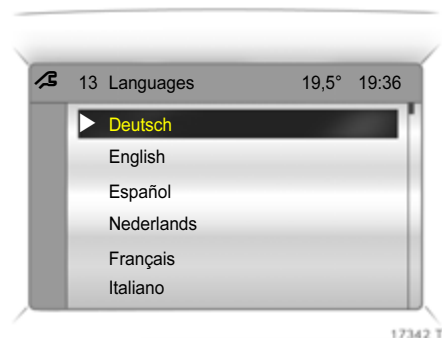 13 Languages 19,5° 19:36
Deutsch
English
Español
Nederlands
Français
Italiano
17342 T